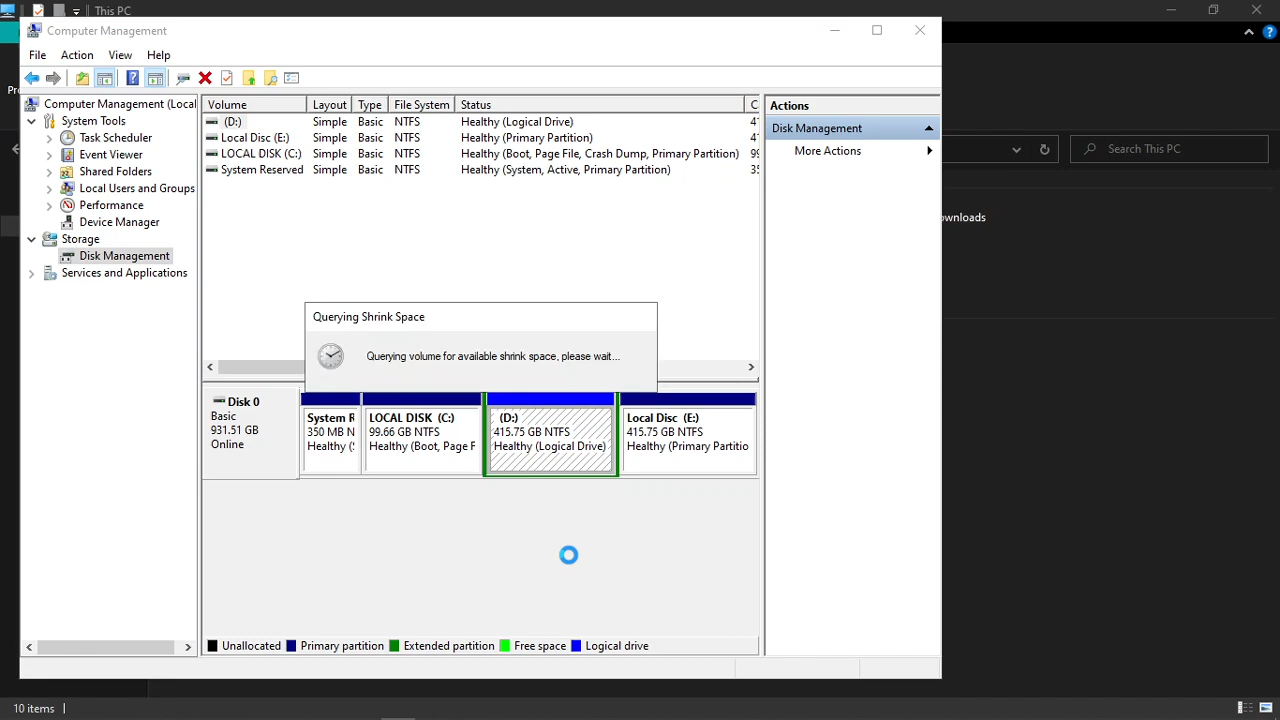 This PC
Computer Management
File Action View Help
Computer Management (Local
System Tools
Task Scheduler
Event Viewer
Shared Folders
Local Users and Groups
Performance
Device Manager
Storage
Disk Management
Services and Applications
Volume Layout Type File System Status C
(D:) Simple Basic NTFS Healthy (Logical Drive) 41
Local Disc (E:) Simple Basic NTFS Healthy (Primary Partition) 41
LOCAL DISK (C:) Simple Basic NTFS Healthy (Boot, Page File, Crash Dump, Primary Partition) 99
System Reserved Simple Basic NTFS Healthy (System, Active, Primary Partition) 35
Actions
Disk Management
More Actions
Search This PC
ownloads
Querying Shrink Space
Querying volume for available shrink space, please wait...
Disk 0
Basic
931.51 GB
Online
System R
350 MB N
Healthy (S
LOCAL DISK (C:)
99.66 GB NTFS
Healthy (Boot, Page F
(D:)
415.75 GB NTFS
Healthy (Logical Drive)
Local Disc (E:)
415.75 GB NTFS
Healthy (Primary Partitio
Unallocated Primary partition Extended partition Free space Logical drive
10 items